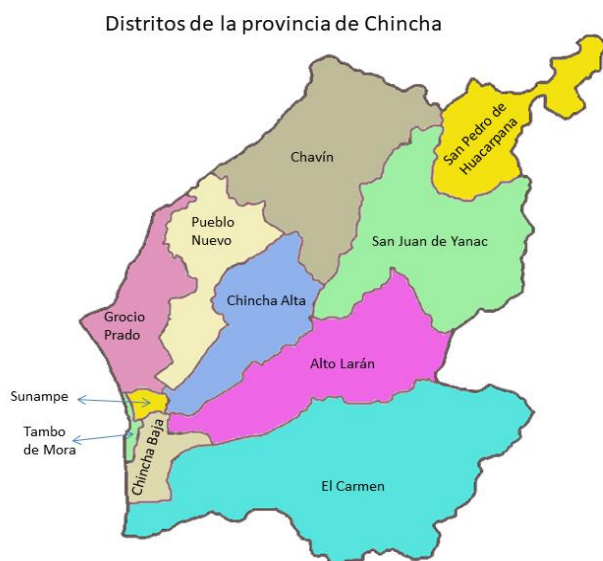 Distritos de la provincia de Chincha
San Pedro de
Huacarpana
Chavín
Pueblo
Nuevo
San Juan de Yanac
Chincha Alta
Grocio
Prado
Alto Larán
Sunampe
Tambo
de Mora
Chincha Baja
El Carmen